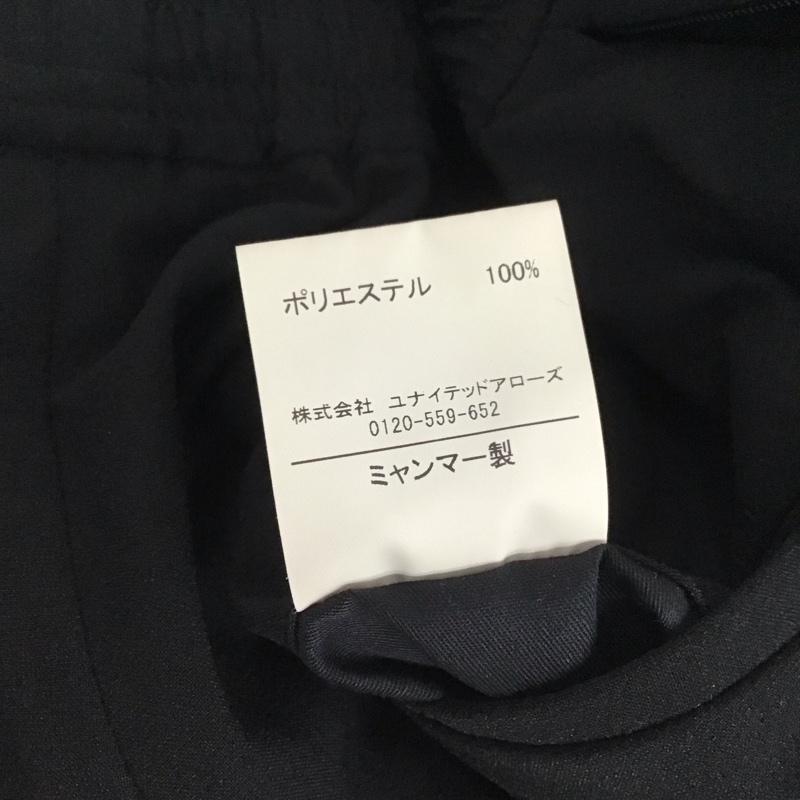 ポリエステル 100%
株式会社 ユナイテッドアローズ
0120-559-652
ミャンマー製